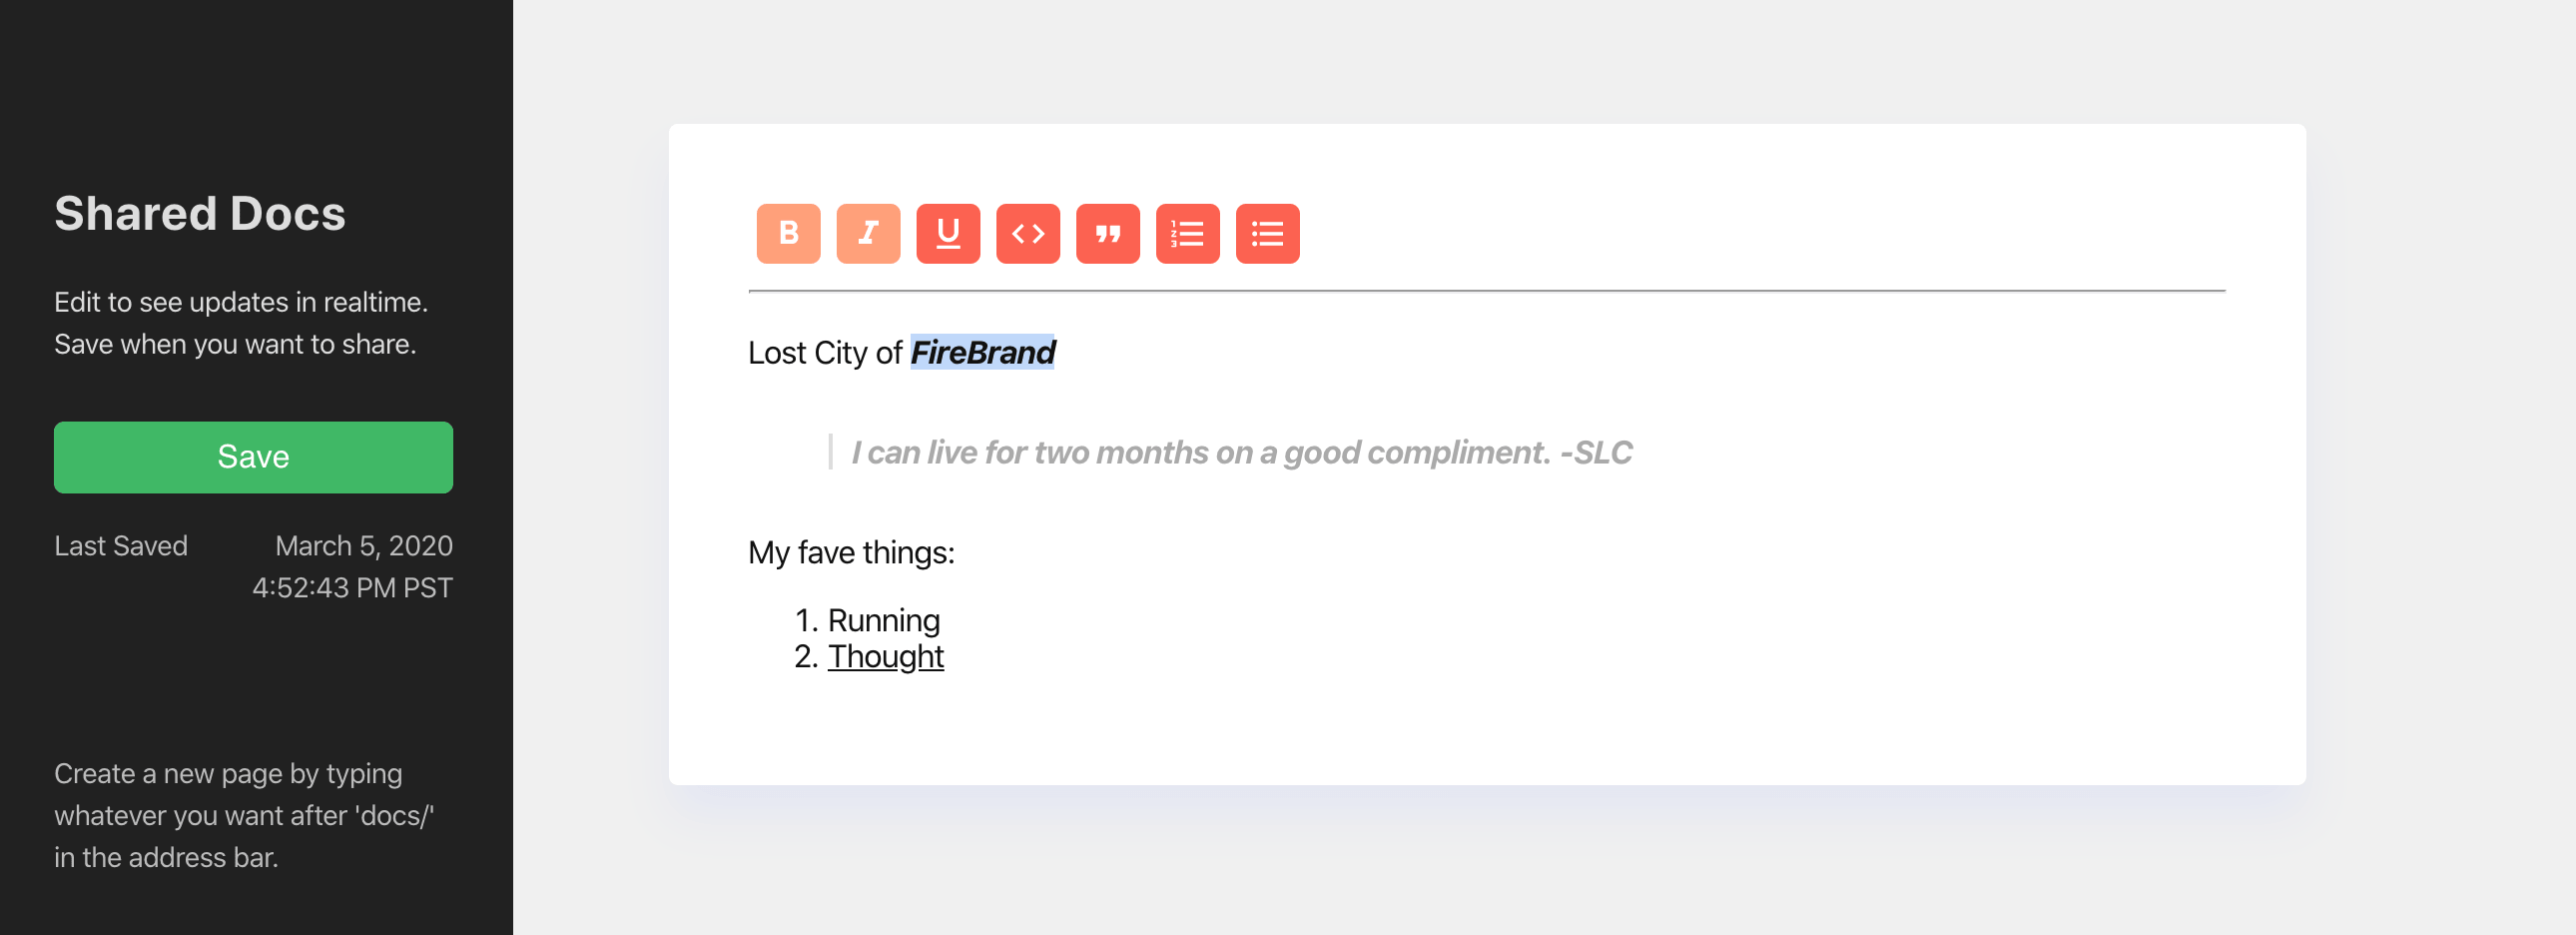 Shared Docs
Edit to see updates in realtime.
Save when you want to share.
Save
Last Saved March 5, 2020
4:52:43 PM PST
Create a new page by typing
whatever you want after 'docs/'
in the address bar.
B I U <> ” 1 2 3
Lost City of FireBrand
I can live for two months on a good compliment. -SLC
My fave things:
1. Running
2. Thought